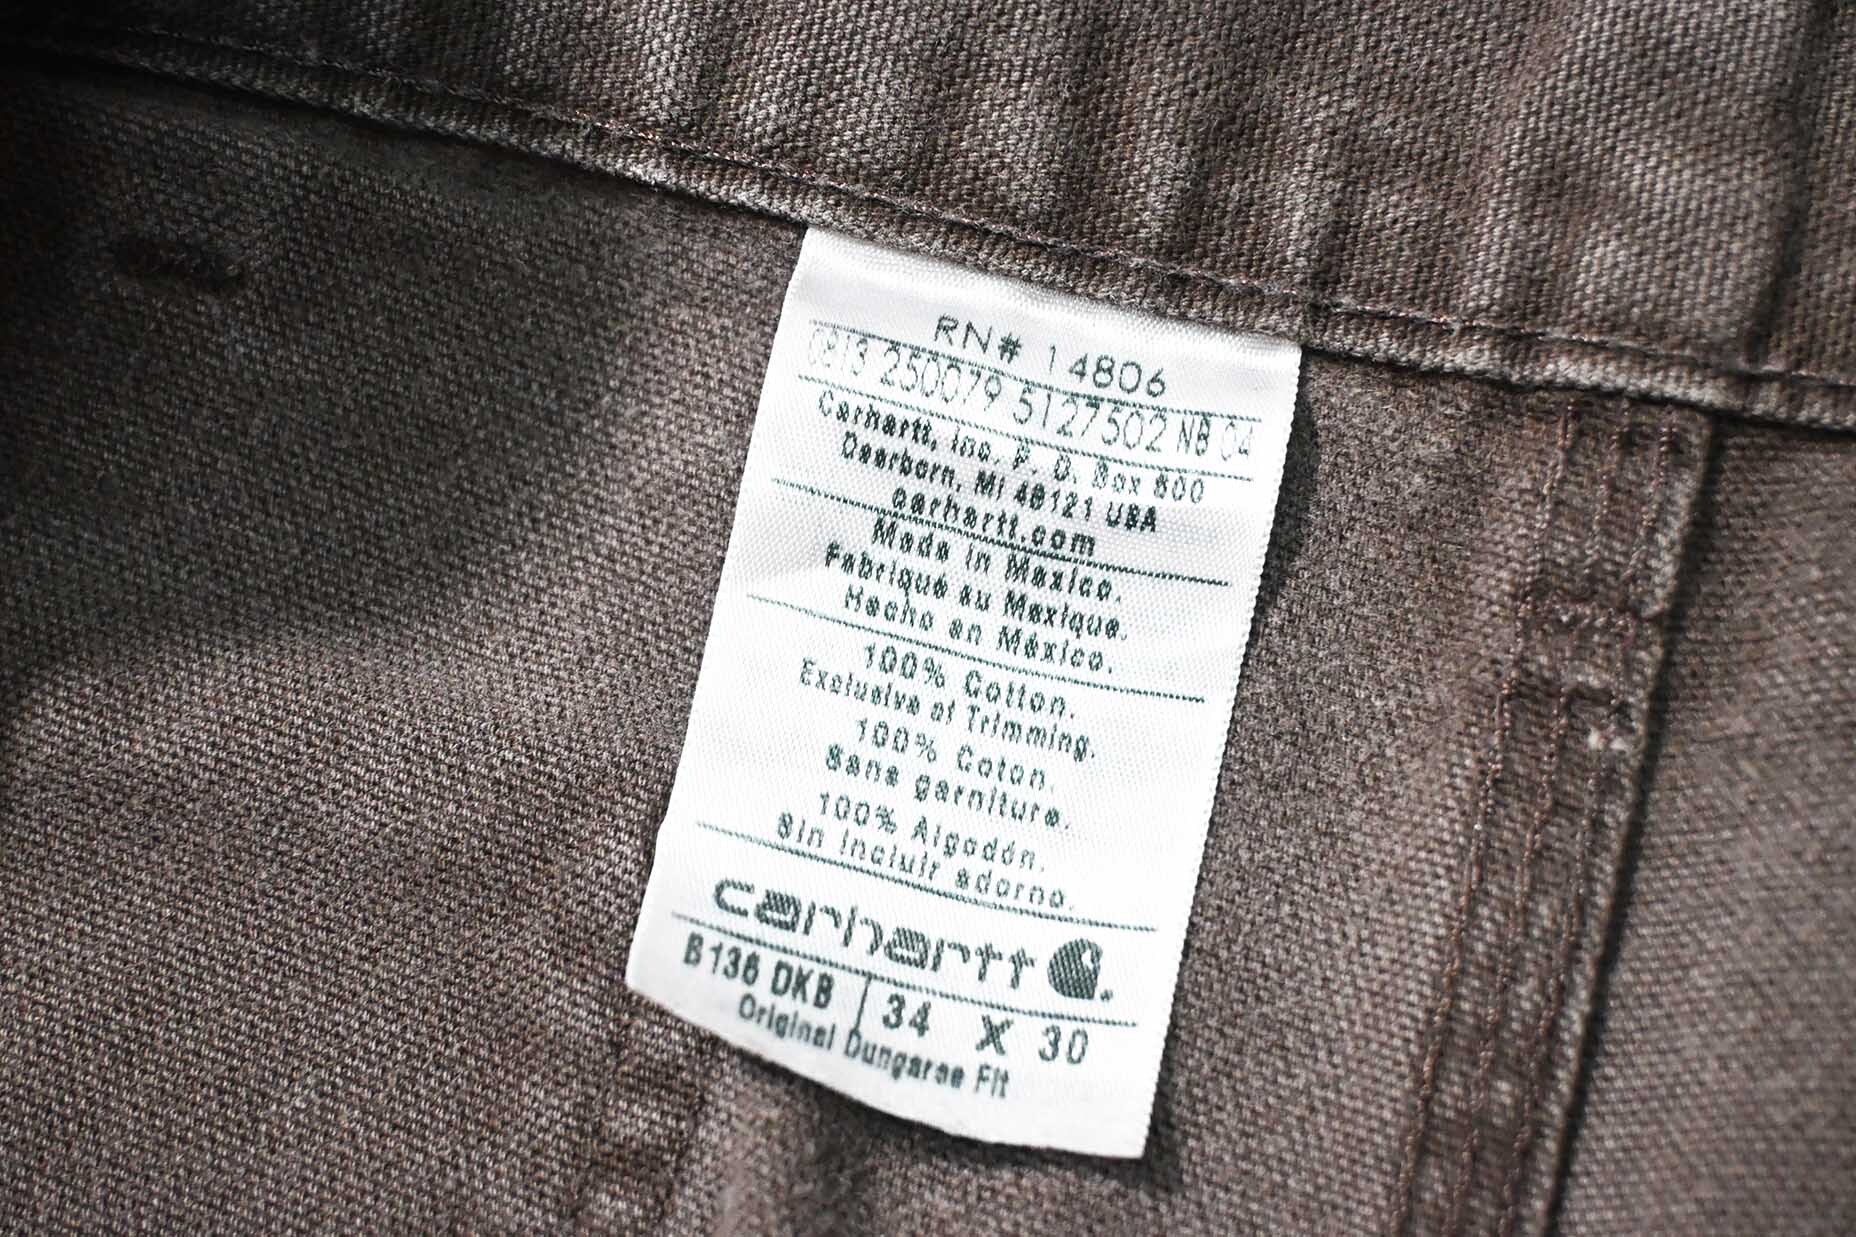 RN# 14806
0813 250079 5127502 NB 04
Carhartt, Inc. P. O. Box 600
Dearborn, MI 48121 USA
carhartt.com
Made in Mexico.
Fabriqué au Mexique.
Hecho en México.
100% Cotton.
Exclusive of Trimming.
100% Coton.
Sans garniture.
100% Algodón.
Sin incluir adorno.
carhartt
B136 DKB 34 X 30
Original Dungaree Fit